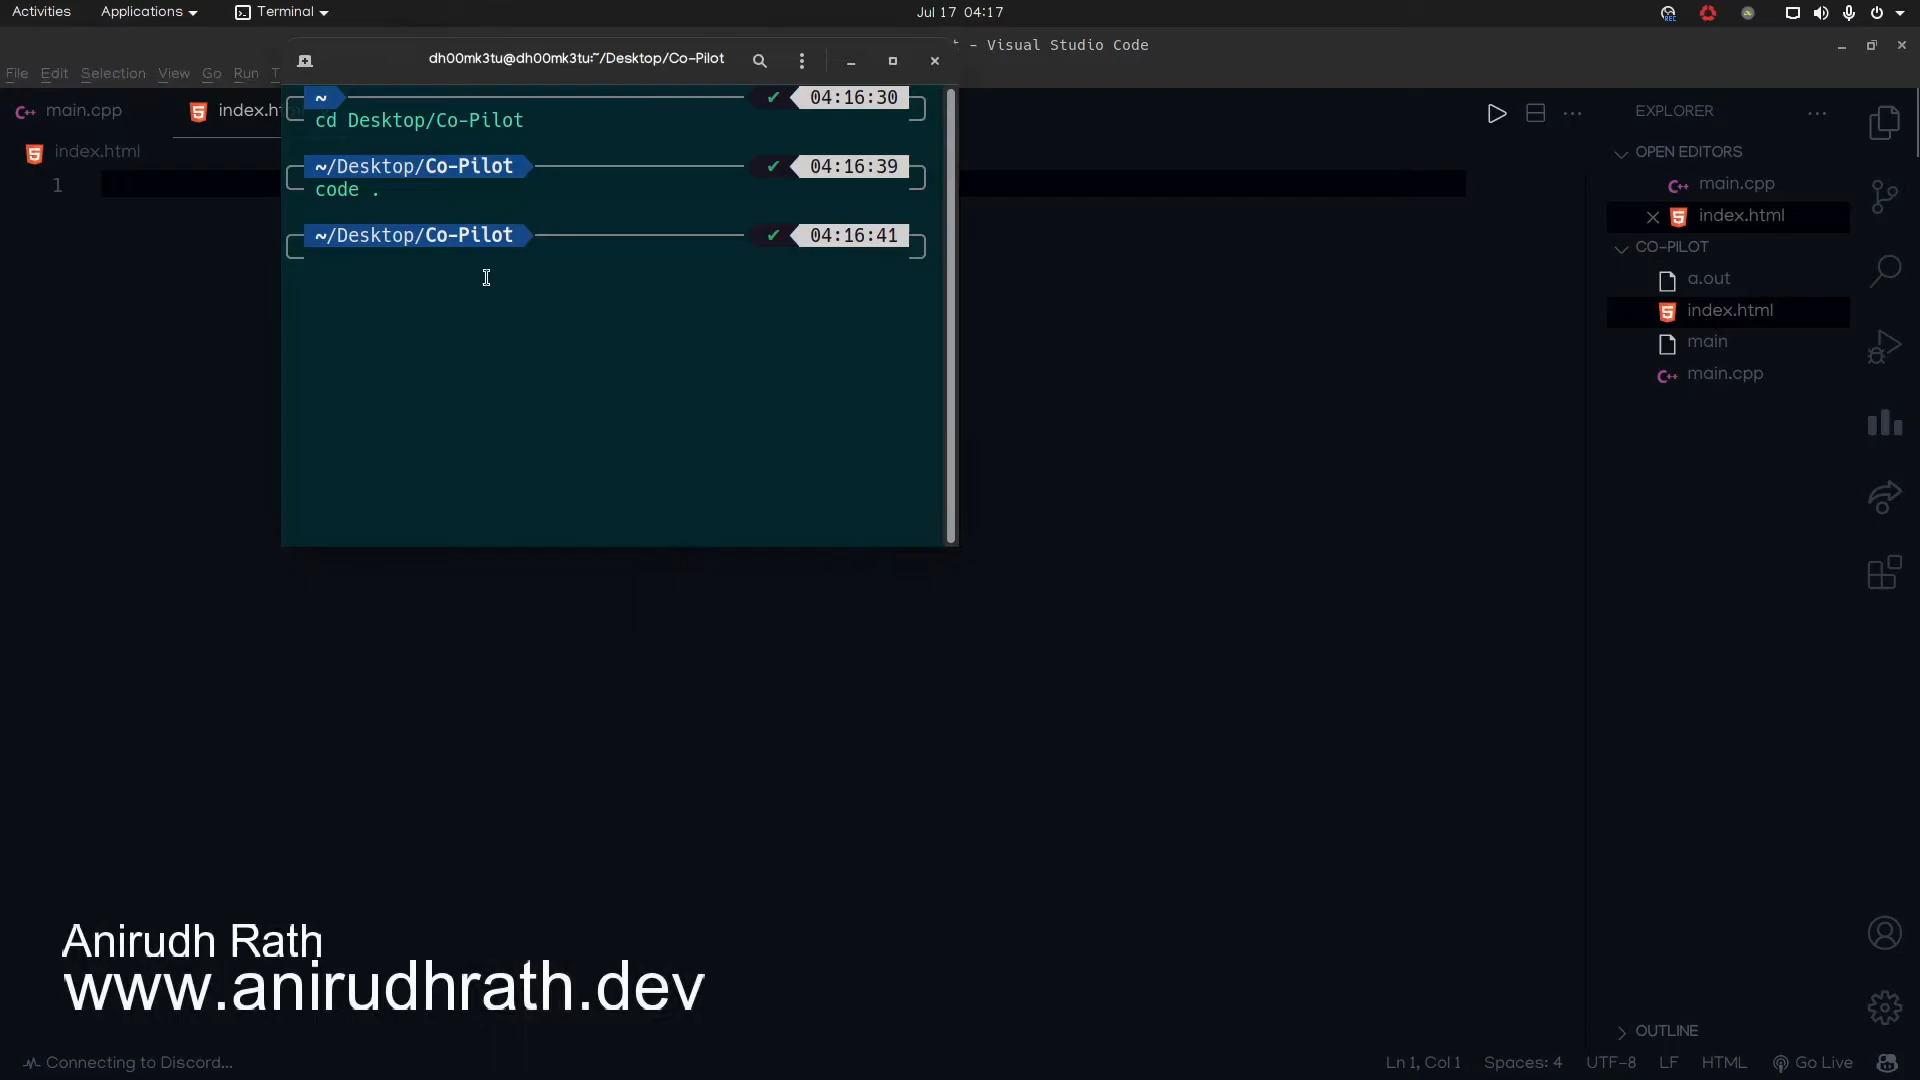 Activities Applications Terminal Jul 17 04:17
dh00mk3tu@dh00mk3tu:~/Desktop/Co-Pilot
t - Visual Studio Code
File Edit Selection View Go Run T
~ ✔ 04:16:30
cd Desktop/Co-Pilot
~/Desktop/Co-Pilot ✔ 04:16:39
code .
~/Desktop/Co-Pilot ✔ 04:16:41
main.cpp index.ht
index.html
1
EXPLORER
OPEN EDITORS
main.cpp
index.html
CO-PILOT
a.out
index.html
main
main.cpp
OUTLINE
Anirudh Rath
www.anirudhrath.dev
Connecting to Discord... Ln 1, Col 1 Spaces: 4 UTF-8 LF HTML Go Live